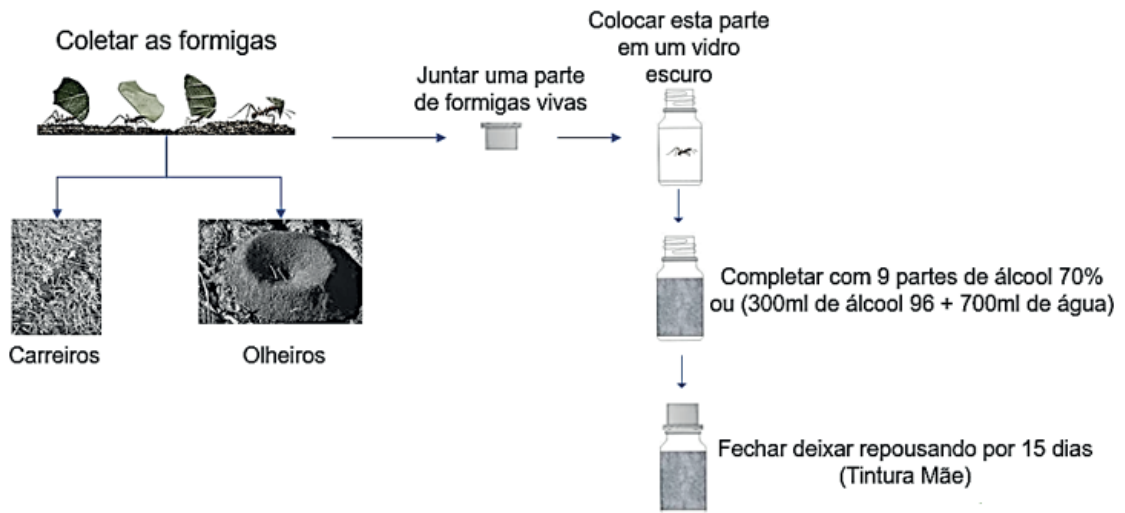 Coletar as formigas
Carreiros
Olheiros
Juntar uma parte
de formigas vivas
Colocar esta parte
em um vidro
escuro
Completar com 9 partes de álcool 70%
ou (300ml de álcool 96 + 700ml de água)
Fechar deixar repousando por 15 dias
(Tintura Mãe)